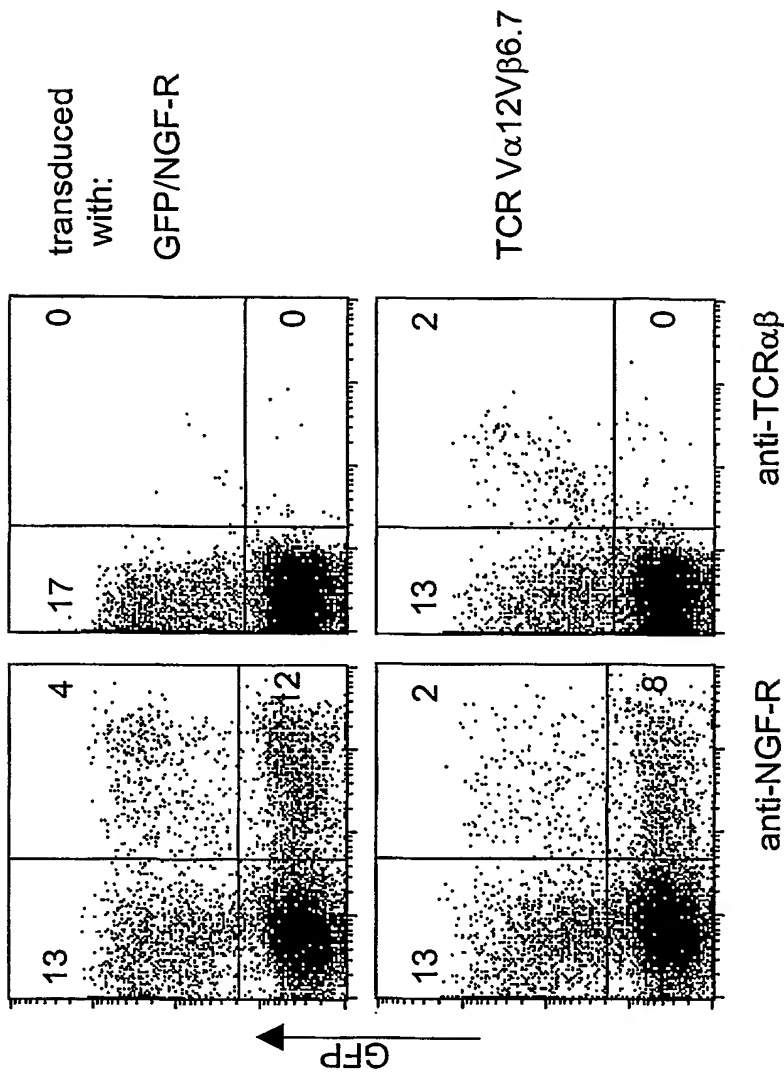 transduced
with:
GFP/NGF-R
13
4
12
17
0
0
TCR Vα12Vβ6.7
13
2
8
13
2
0
GFP
anti-NGF-R
anti-TCRαβ